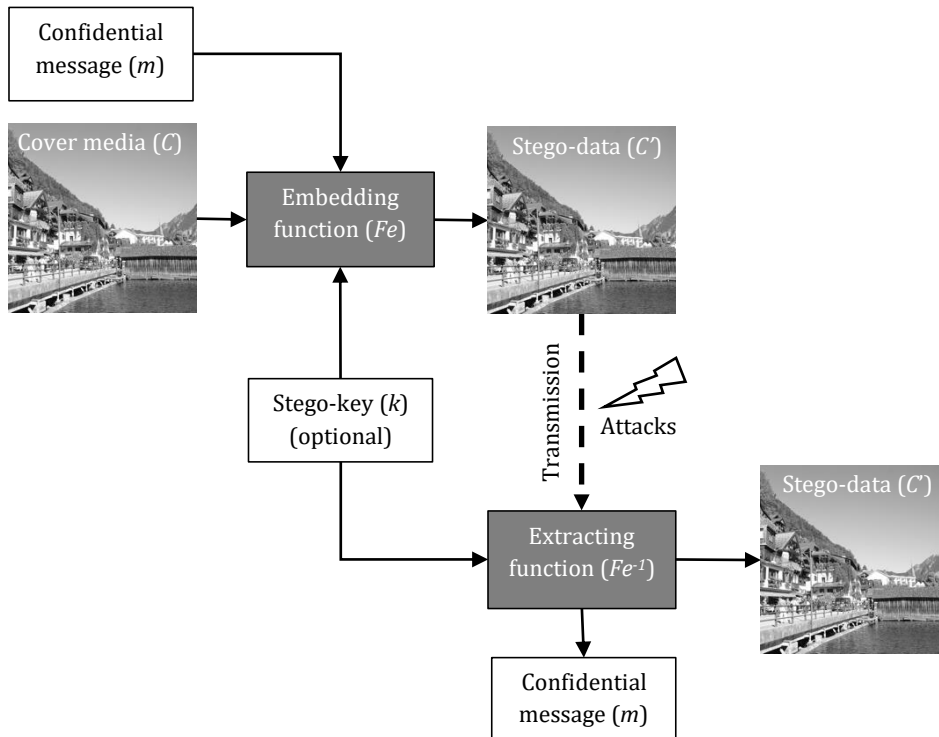 Confidential
message (m)
Cover media (C)
Stego-data (C’)
Embedding
function (Fe)
Stego-key (k)
(optional)
Transmission
Attacks
Stego-data (C’)
Extracting
function (Fe⁻¹)
Confidential
message (m)